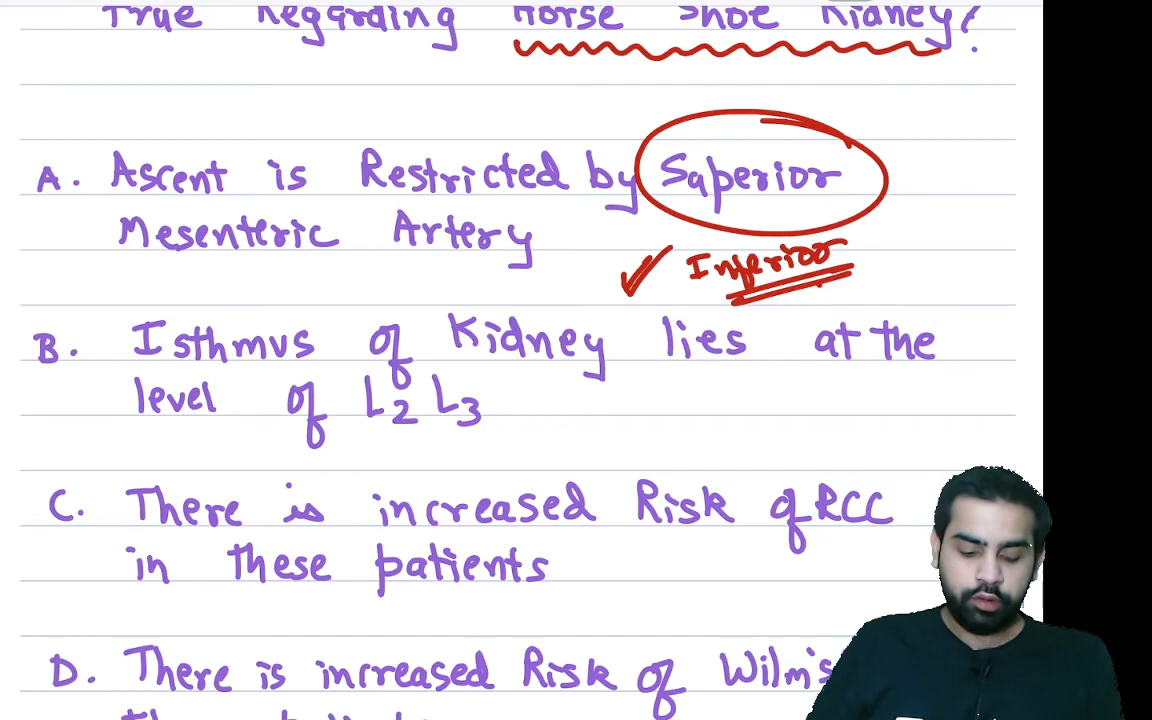 True Regarding Horse Shoe Kidney?
A. Ascent is Restricted by Superior
Mesenteric Artery
Inferior
B. Isthmus of Kidney lies at the
level of L2 L3
C. There is increased Risk of RCC
in these patients
D. There is increased Risk of Wilm's